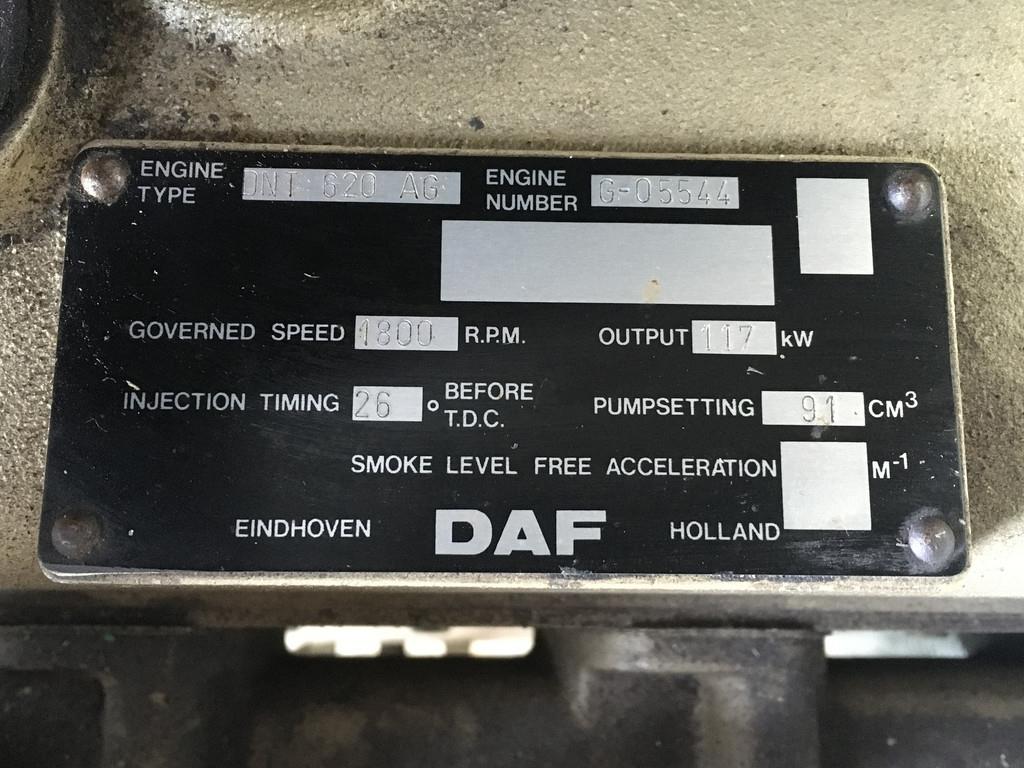 ENGINE TYPE DNT 620 AG ENGINE NUMBER G-05544
GOVERNED SPEED 1800 R.P.M. OUTPUT 117 kW
INJECTION TIMING 26 ° BEFORE T.D.C. PUMPSETTING 91 CM³
SMOKE LEVEL FREE ACCELERATION M⁻¹
EINDHOVEN DAF HOLLAND